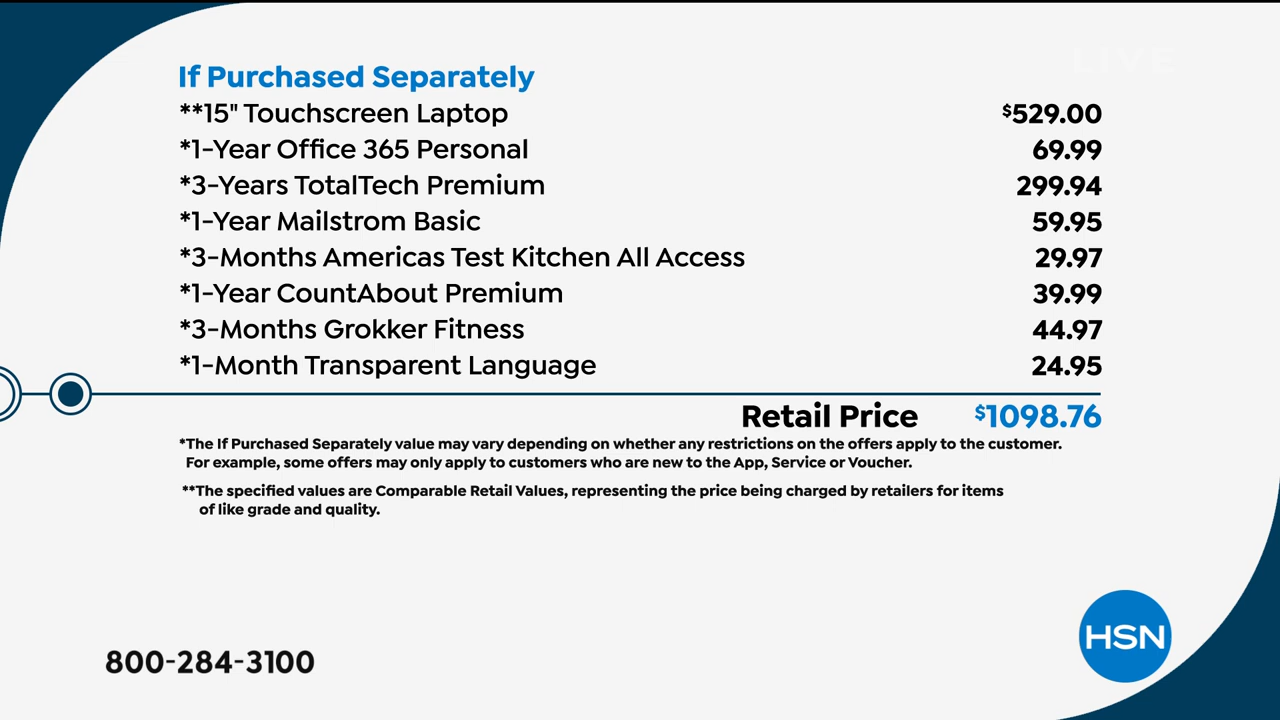 LIVE
If Purchased Separately
**15" Touchscreen Laptop $529.00
*1-Year Office 365 Personal 69.99
*3-Years TotalTech Premium 299.94
*1-Year Mailstrom Basic 59.95
*3-Months Americas Test Kitchen All Access 29.97
*1-Year CountAbout Premium 39.99
*3-Months Grokker Fitness 44.97
*1-Month Transparent Language 24.95
Retail Price $1098.76
*The If Purchased Separately value may vary depending on whether any restrictions on the offers apply to the customer.
For example, some offers may only apply to customers who are new to the App, Service or Voucher.
**The specified values are Comparable Retail Values, representing the price being charged by retailers for items
of like grade and quality.
HSN
800-284-3100